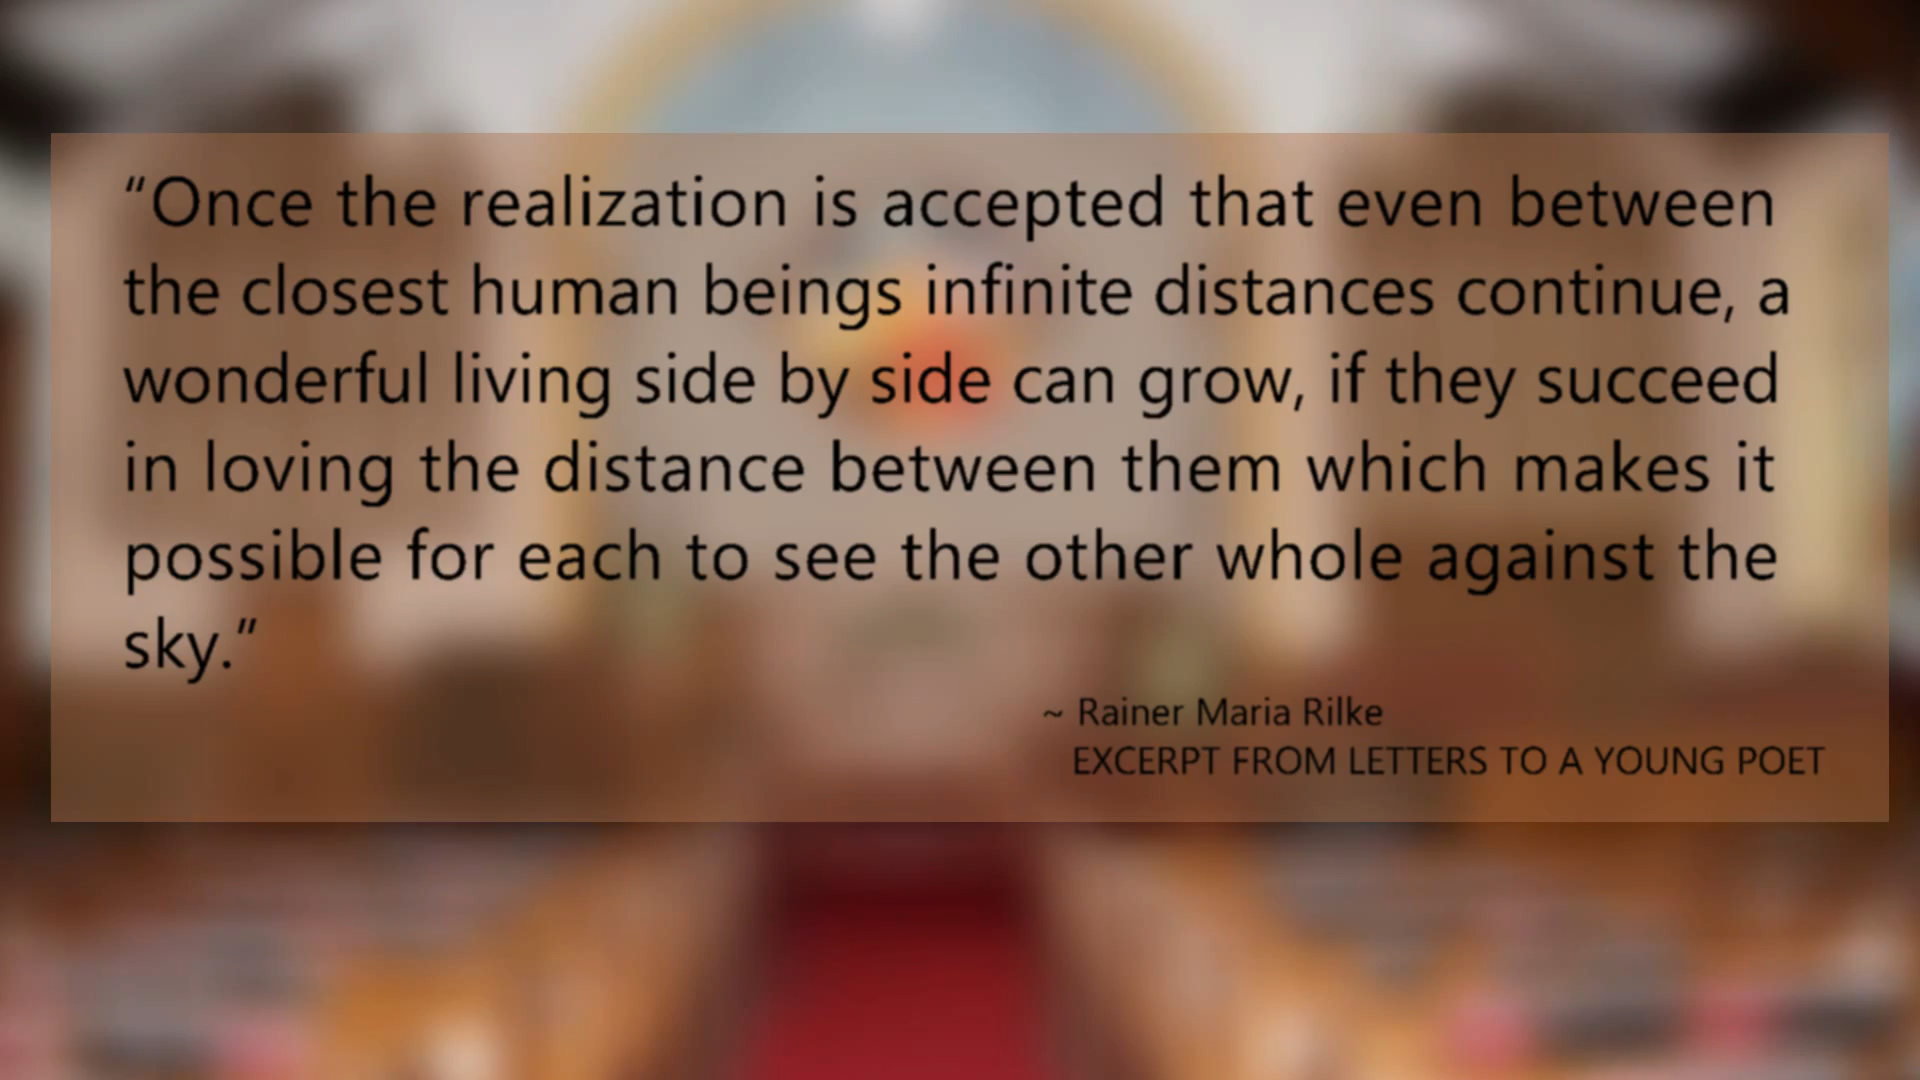 “Once the realization is accepted that even between
the closest human beings infinite distances continue, a
wonderful living side by side can grow, if they succeed
in loving the distance between them which makes it
possible for each to see the other whole against the
sky.”
~ Rainer Maria Rilke
EXCERPT FROM LETTERS TO A YOUNG POET